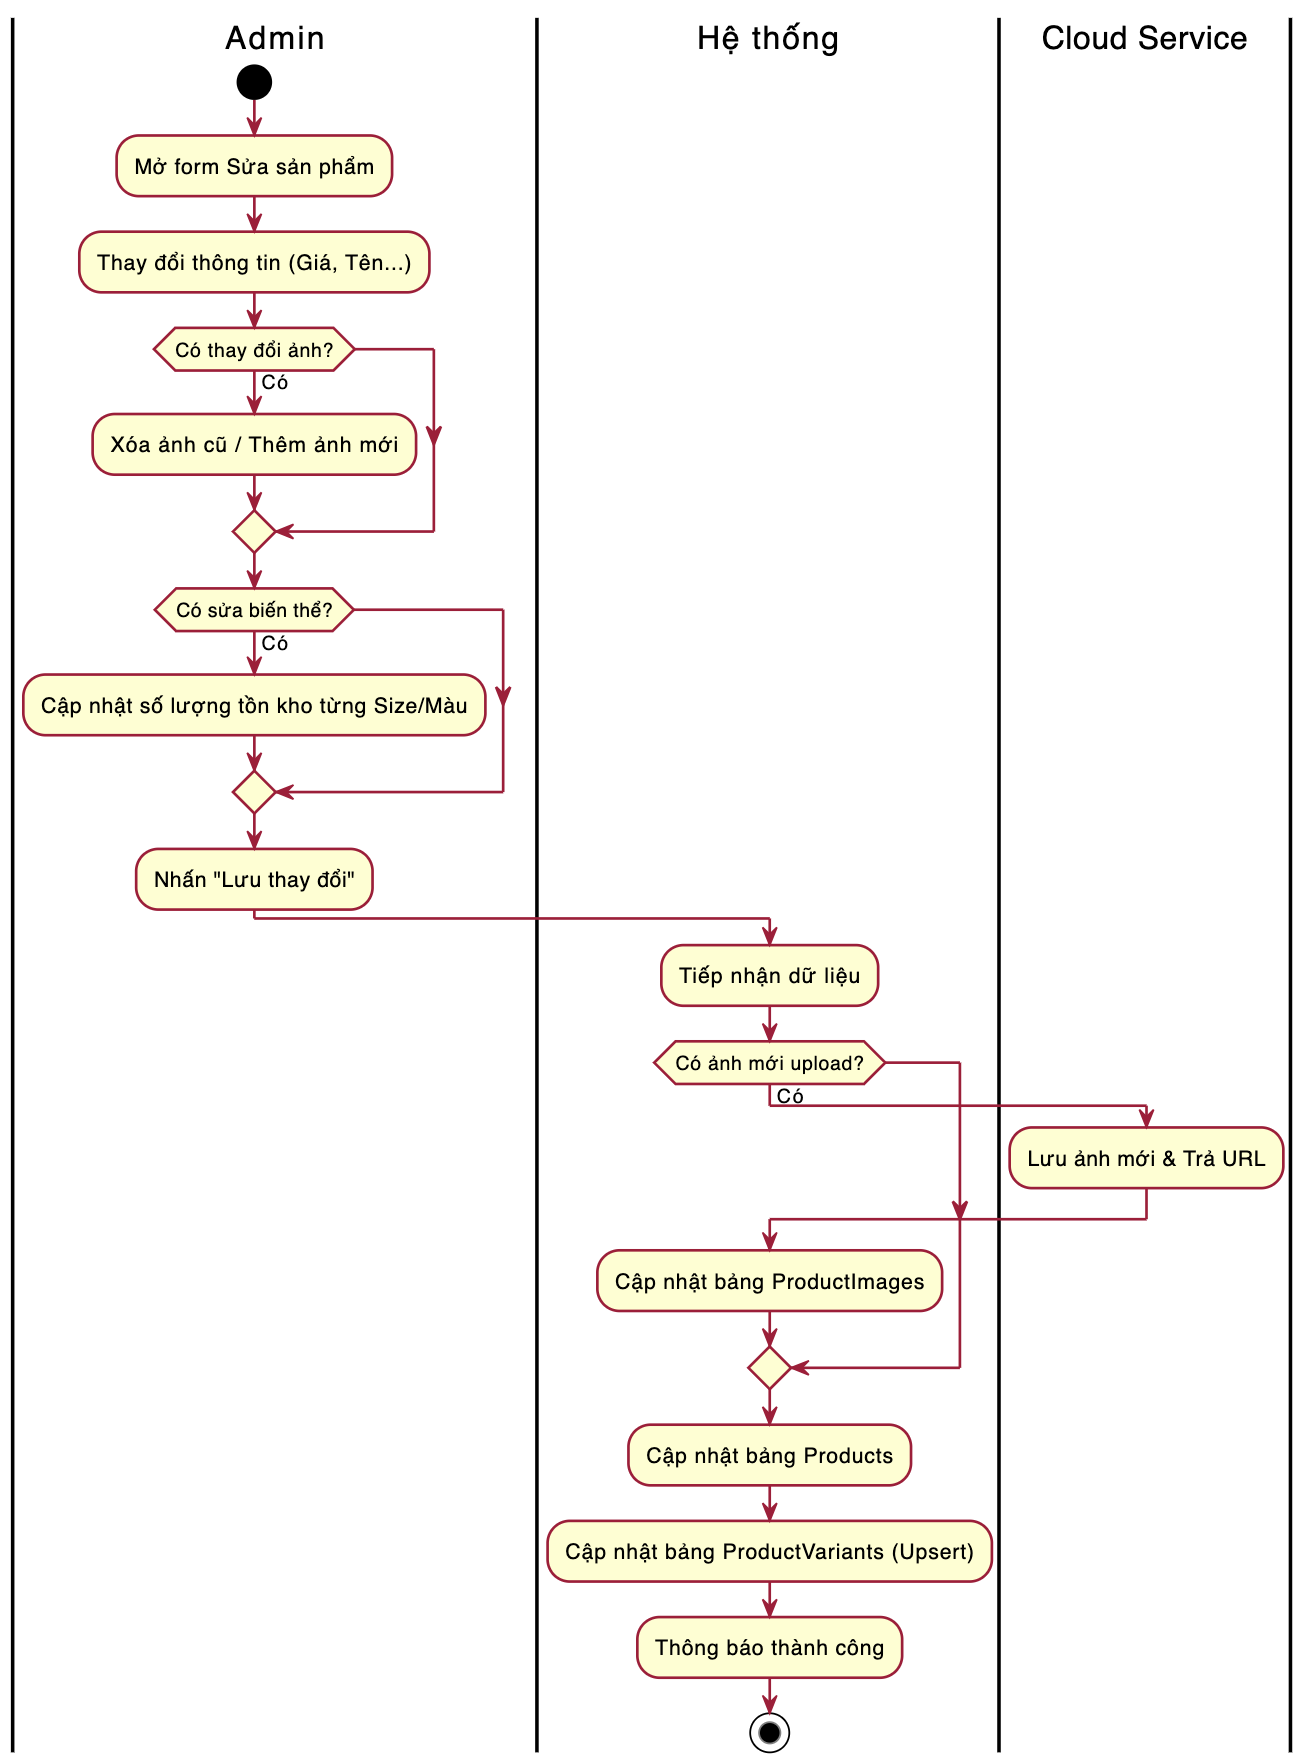 Admin
Hệ thống
Cloud Service
Mở form Sửa sản phẩm
Thay đổi thông tin (Giá, Tên...)
Có thay đổi ảnh?
Có
Xóa ảnh cũ / Thêm ảnh mới
Có sửa biến thể?
Có
Cập nhật số lượng tồn kho từng Size/Màu
Nhấn "Lưu thay đổi"
Tiếp nhận dữ liệu
Có ảnh mới upload?
Có
Lưu ảnh mới & Trả URL
Cập nhật bảng ProductImages
Cập nhật bảng Products
Cập nhật bảng ProductVariants (Upsert)
Thông báo thành công